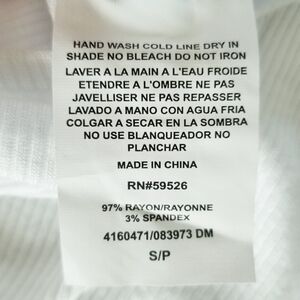 HAND WASH COLD LINE DRY IN
SHADE NO BLEACH DO NOT IRON
LAVER A LA MAIN A L'EAU FROIDE
ETENDRE A L'OMBRE NE PAS
JAVELLISER NE PAS REPASSER
LAVADO A MANO CON AGUA FRIA
COLGAR A SECAR EN LA SOMBRA
NO USE BLANQUEADOR NO
PLANCHAR
MADE IN CHINA
RN#59526
97% RAYON/RAYONNE
3% SPANDEX
4160471/083973 DM
S/P